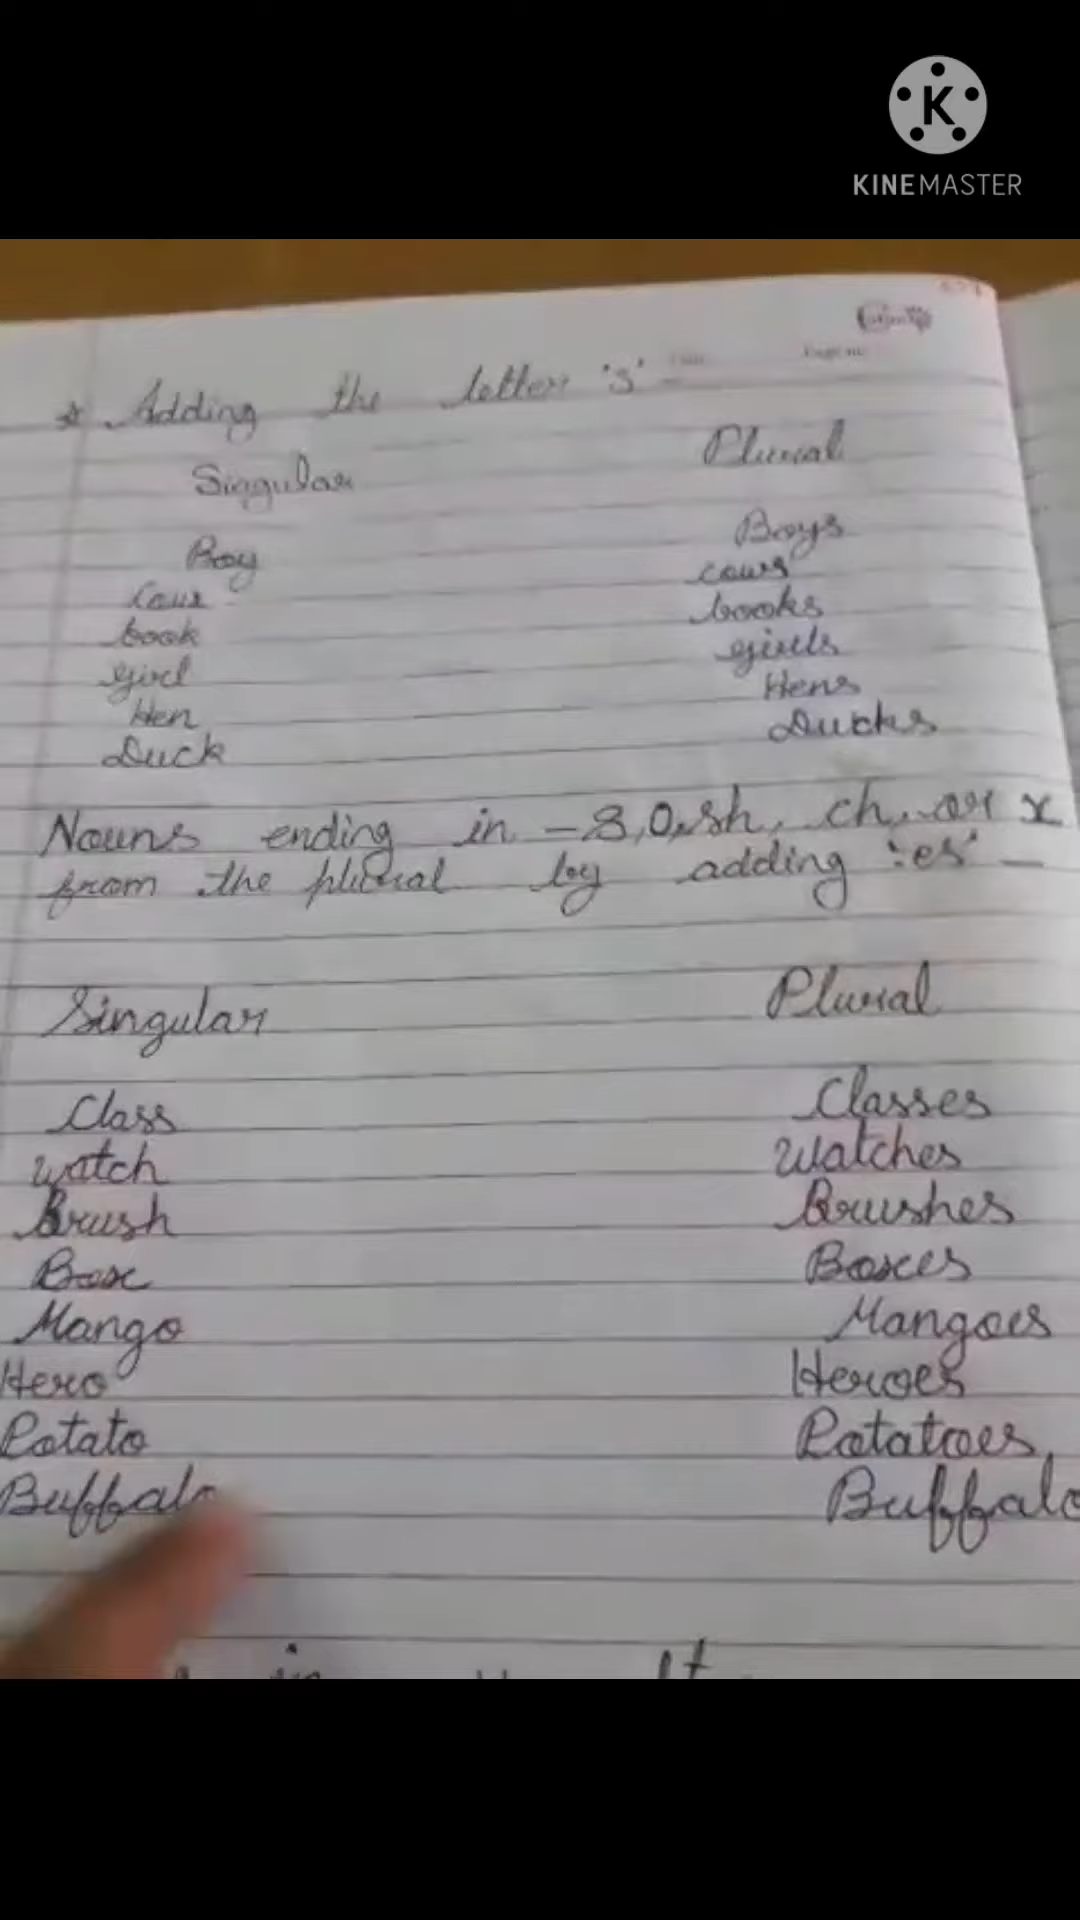 KINEMASTER
* Adding the letter 's' -
Singular Plural
Boy Boys
Cow cows
book books
girl girls
Hen Hens
Duck Ducks
Nouns ending in - s, o, sh, ch, or x
from the plural by adding 'es' -
Singular Plural
Class Classes
Watch Watches
Brush Brushes
Box Boxes
Mango Mangoes
Hero Heroes
Potato Potatoes
Buffalo Buffalo